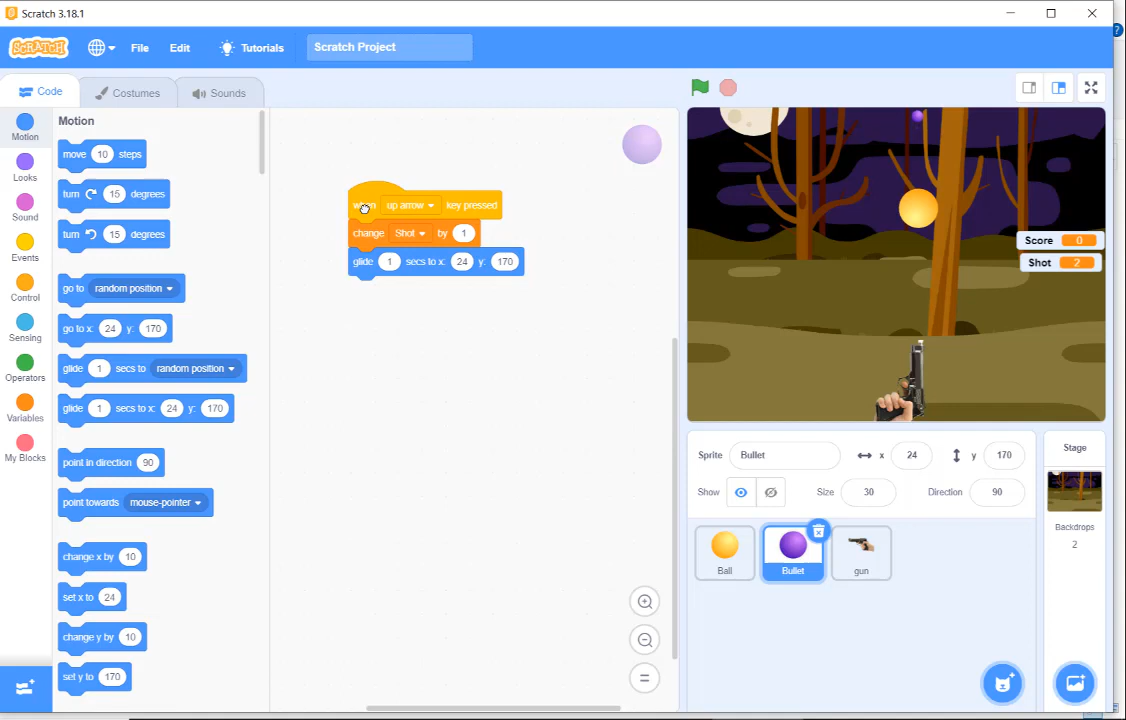 Scratch 3.18.1
SCRATCH File Edit Tutorials Scratch Project
Code Costumes Sounds
Motion
Looks
Sound
Events
Control
Sensing
Operators
Variables
My Blocks
Motion
move 10 steps
turn 15 degrees
turn 15 degrees
go to random position
go to x: 24 y: 170
glide 1 secs to random position
glide 1 secs to x: 24 y: 170
point in direction 90
point towards mouse-pointer
change x by 10
set x to 24
change y by 10
set y to 170
when up arrow key pressed
change Shot by 1
glide 1 secs to x: 24 y: 170
Score 0
Shot 2
Sprite Bullet x 24 y 170
Show Size 30 Direction 90
Ball Bullet gun
Stage
Backdrops
2